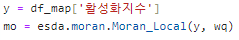 y = df_map['활성화지수']
mo = esda.moran.Moran_Local(y, wq)